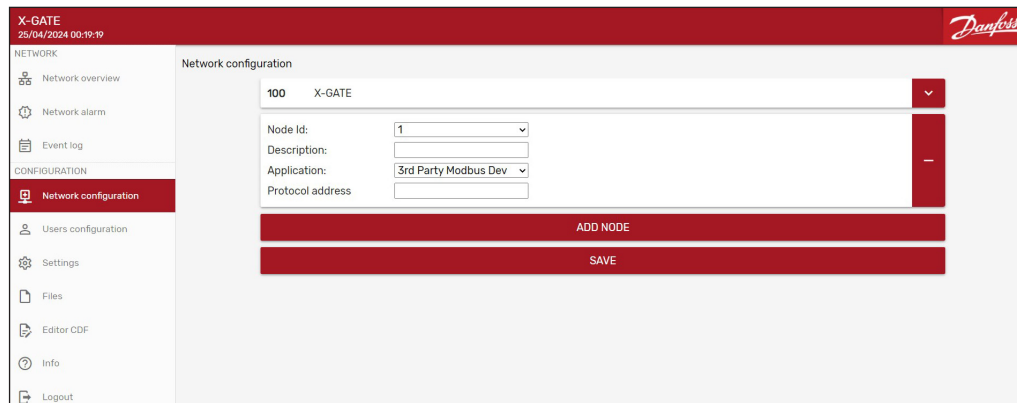 X-GATE
25/04/2024 00:19:19
Danfoss
NETWORK
Network overview
Network alarm
Event log
CONFIGURATION
Network configuration
Users configuration
Settings
Files
Editor CDF
Info
Logout
Network configuration
100 X-GATE
Node Id: 1
Description:
Application: 3rd Party Modbus Dev
Protocol address
ADD NODE
SAVE